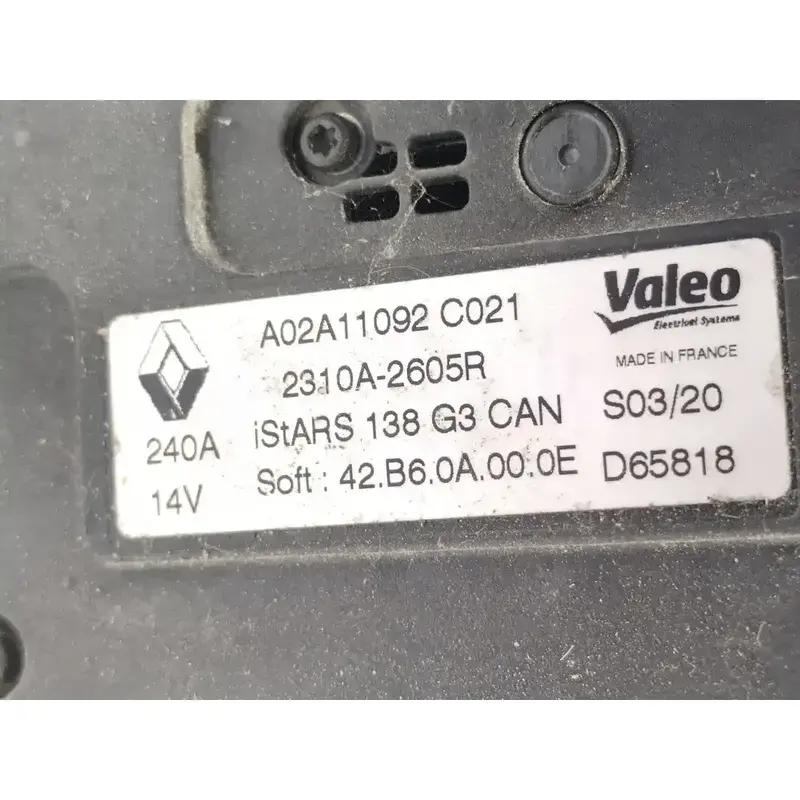 Valeo
Electrical Systems
MADE IN FRANCE
A02A11092 C021
2310A-2605R
240A iStARS 138 G3 CAN S03/20
14V Soft : 42.B6.0A.00.0E D65818